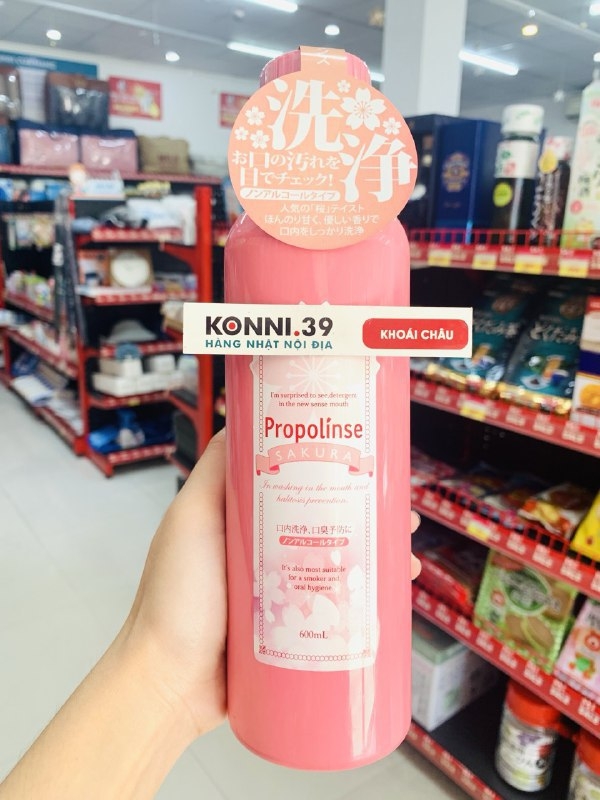 洗浄
お口の汚れを
目でチェック!
ノンアルコールタイプ
人気の「桜」テイスト
ほんのり甘く、優しい香りで
口内をしっかり洗浄
KONNI.39
HÀNG NHẬT NỘI ĐỊA
KHOÁI CHÂU
I'm surprised to see,detergent
in the new sense mouth
Propolinse
SAKURA
In washing in the mouth and
halitosis prevention.
口内洗浄、口臭予防に
ノンアルコールタイプ
It's also most suitable
for a smokur and
oral hygiene
600mL